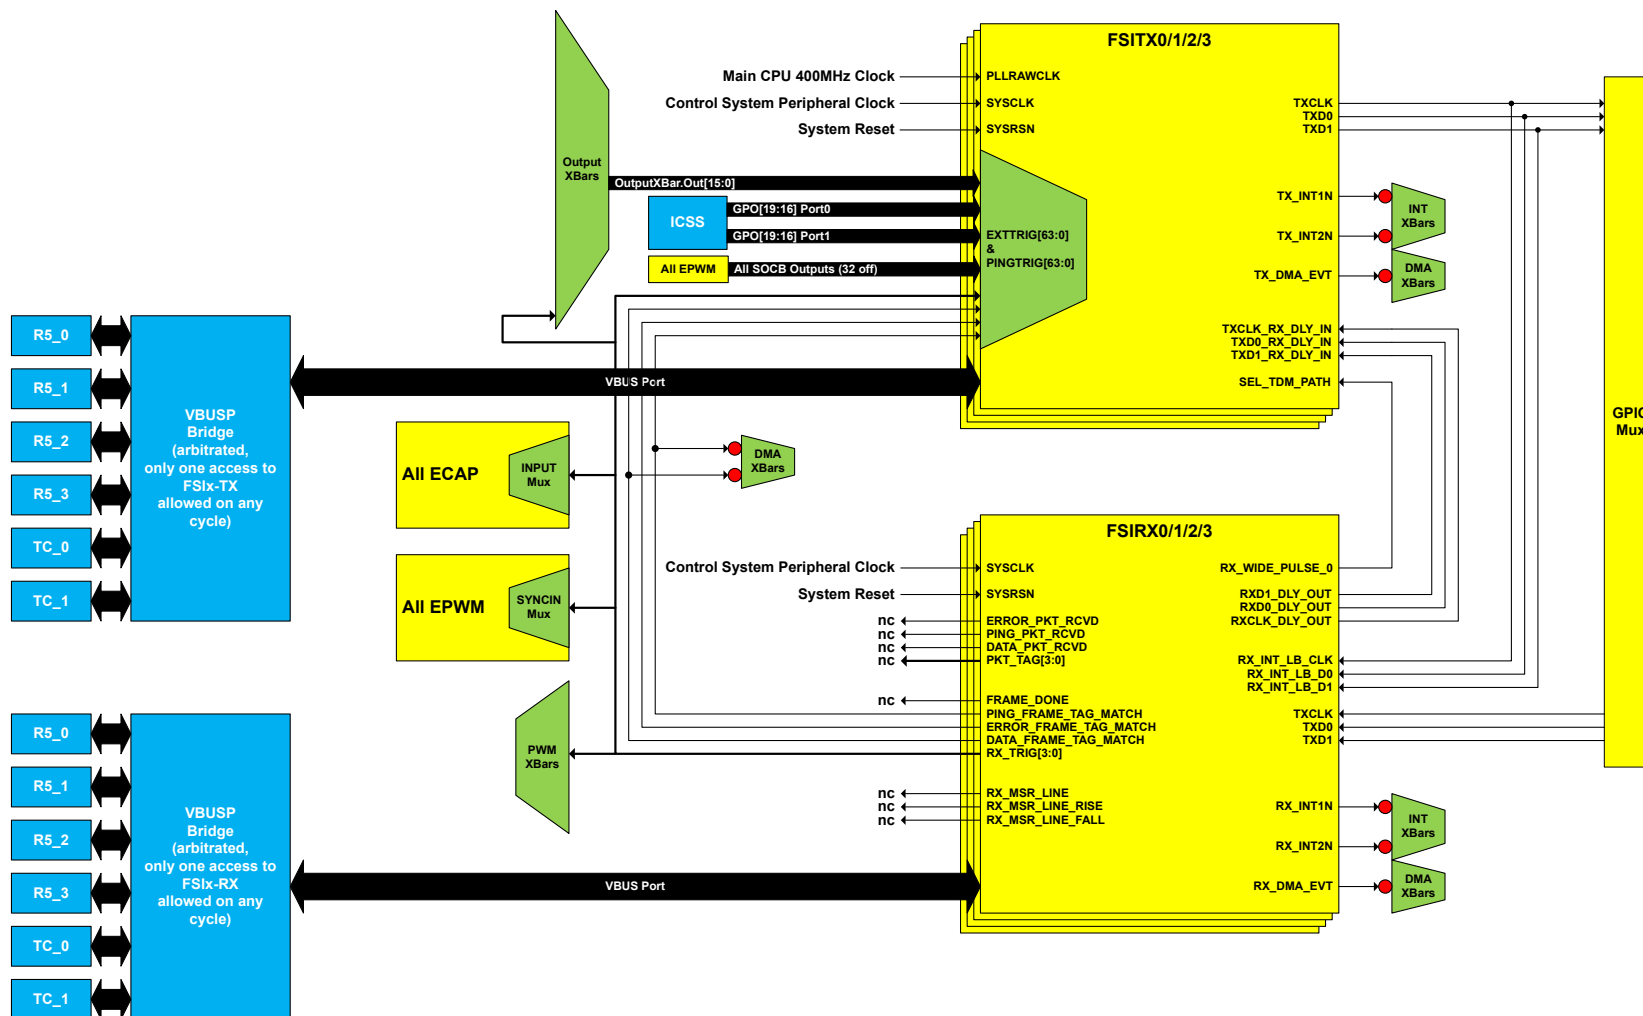 FSITX0/1/2/3
Main CPU 400MHz Clock
PLLRAWCLK
Control System Peripheral Clock
SYSCLK
System Reset
SYSRSN
TXCLK
TXD0
TXD1
Output
XBars
OutputXBar.Out[15:0]
ICSS
GPO[19:16] Port0
GPO[19:16] Port1
All EPWM
All SOCB Outputs (32 off)
EXTTRIG[63:0]
&
PINGTRIG[63:0]
TX_INT1N
TX_INT2N
INT
XBars
TX_DMA_EVT
DMA
XBars
TXCLK_RX_DLY_IN
TXD0_RX_DLY_IN
TXD1_RX_DLY_IN
SEL_TDM_PATH
R5_0
R5_1
R5_2
R5_3
TC_0
TC_1
VBUSP
Bridge
(arbitrated,
only one access to
FSIx-TX
allowed on any
cycle)
VBUS Port
GPIO
Mux
All ECAP
INPUT
Mux
DMA
XBars
All EPWM
SYNCIN
Mux
PWM
XBars
FSIRX0/1/2/3
Control System Peripheral Clock
SYSCLK
System Reset
SYSRSN
nc
ERROR_PKT_RCVD
nc
PING_PKT_RCVD
nc
DATA_PKT_RCVD
nc
PKT_TAG[3:0]
nc
FRAME_DONE
PING_FRAME_TAG_MATCH
ERROR_FRAME_TAG_MATCH
DATA_FRAME_TAG_MATCH
RX_TRIG[3:0]
nc
RX_MSR_LINE
nc
RX_MSR_LINE_RISE
nc
RX_MSR_LINE_FALL
RX_WIDE_PULSE_0
RXD1_DLY_OUT
RXD0_DLY_OUT
RXCLK_DLY_OUT
RX_INT_LB_CLK
RX_INT_LB_D0
RX_INT_LB_D1
TXCLK
TXD0
TXD1
RX_INT1N
RX_INT2N
INT
XBars
RX_DMA_EVT
DMA
XBars
R5_0
R5_1
R5_2
R5_3
TC_0
TC_1
VBUSP
Bridge
(arbitrated,
only one access to
FSIx-RX
allowed on any
cycle)
VBUS Port